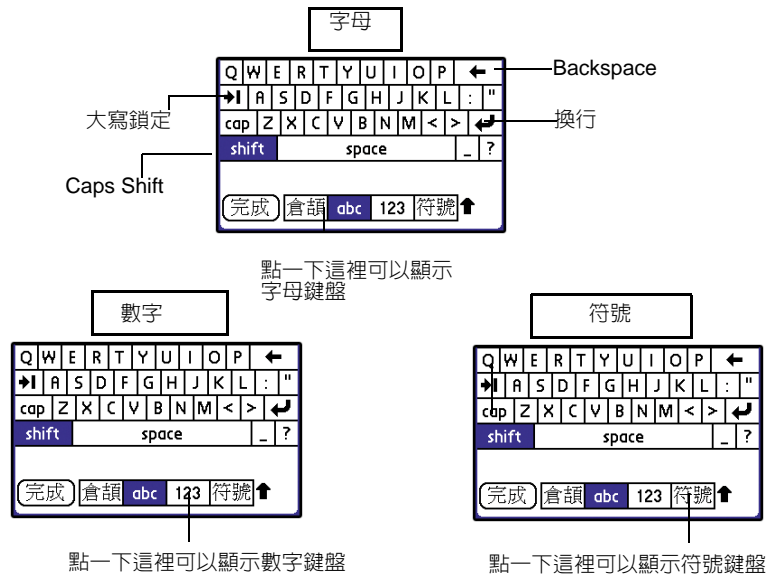 字母
Q W E R T Y U I O P
Backspace
A S D F G H J K L : "
大寫鎖定
cap Z X C V B N M < >
換行
shift space _ ?
Caps Shift
完成 倉頡 abc 123 符號
點一下這裡可以顯示
字母鍵盤
數字
Q W E R T Y U I O P
A S D F G H J K L : "
cap Z X C V B N M < >
shift space _ ?
完成 倉頡 abc 123 符號
點一下這裡可以顯示數字鍵盤
符號
Q W E R T Y U I O P
A S D F G H J K L : "
cap Z X C V B N M < >
shift space _ ?
完成 倉頡 abc 123 符號
點一下這裡可以顯示符號鍵盤